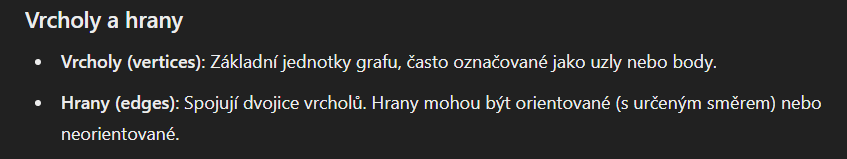 Vrcholy a hrany
• Vrcholy (vertices): Základní jednotky grafu, často označované jako uzly nebo body.
• Hrany (edges): Spojují dvojice vrcholů. Hrany mohou být orientované (s určeným směrem) nebo
neorientované.